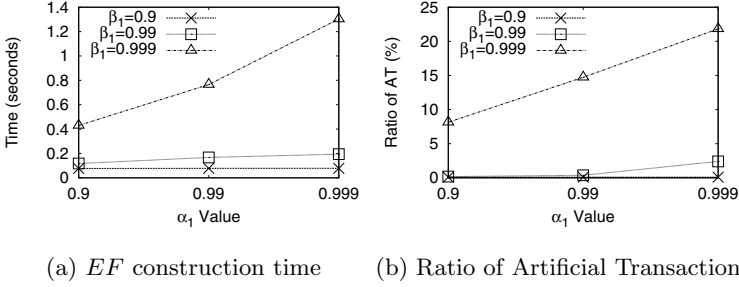 1.4
1.2
1
0.8
0.6
0.4
0.2
0
Time (seconds)
β1=0.9
β1=0.99
β1=0.999
0.9 0.99 0.999
α1 Value
(a) EF construction time
25
20
15
10
5
0
Ratio of AT (%)
β1=0.9
β1=0.99
β1=0.999
0.9 0.99 0.999
α1 Value
(b) Ratio of Artificial Transaction